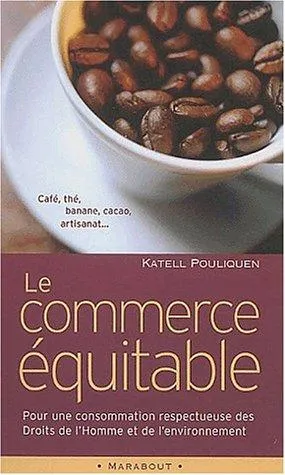 Café, thé,
banane, cacao,
artisanat...
KATELL POULIQUEN
Le
commerce
équitable
Pour une consommation respectueuse des
Droits de l'Homme et de l'environnement
• MARABOUT •